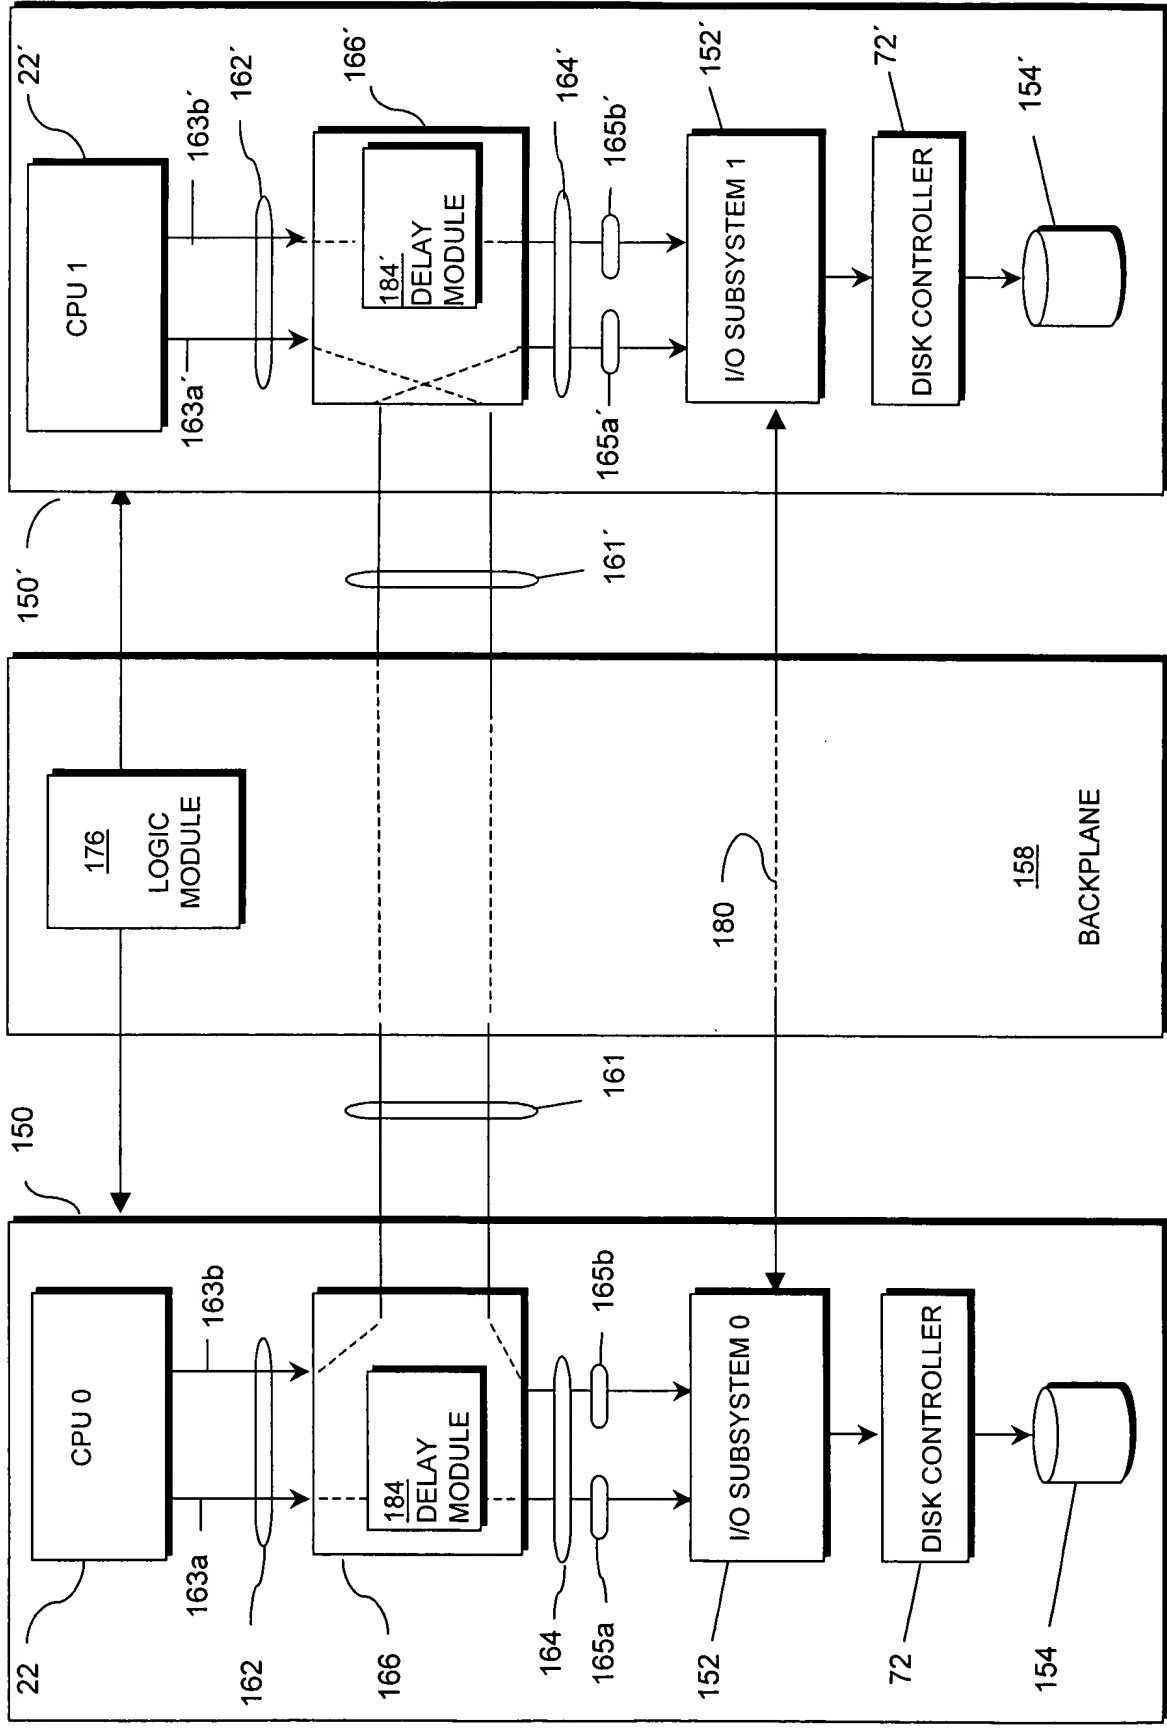 150
22
CPU 0
163a
163b
162
166
184
DELAY
MODULE
164
165a
165b
152
I/O SUBSYSTEM 0
72
DISK CONTROLLER
154
161
176
LOGIC
MODULE
180
158
BACKPLANE
161´
150´
22´
CPU 1
163a´
163b´
162´
166´
184´
DELAY
MODULE
164´
165a´
165b´
152´
I/O SUBSYSTEM 1
72´
DISK CONTROLLER
154´